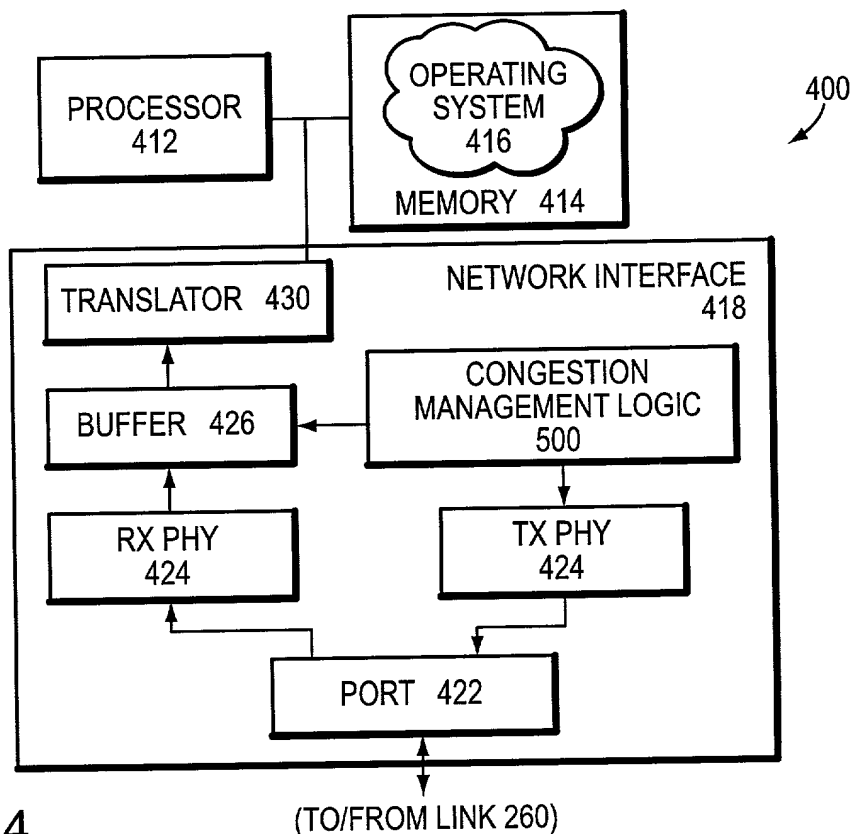 OPERATING
SYSTEM
416
MEMORY 414
PROCESSOR
412
400
NETWORK INTERFACE
418
TRANSLATOR 430
CONGESTION
MANAGEMENT LOGIC
500
BUFFER 426
RX PHY
424
TX PHY
424
PORT 422
(TO/FROM LINK 260)
4